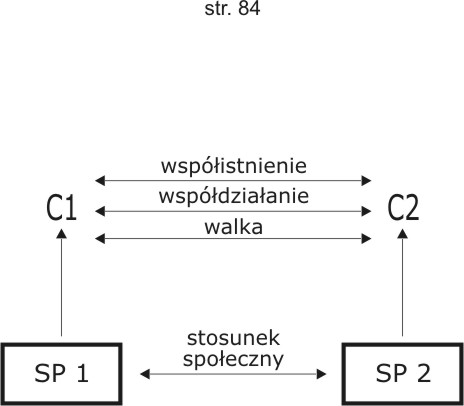 str. 84
współistnienie
współdziałanie
C1
C2
walka
stosunek
społeczny
SP 1
SP 2